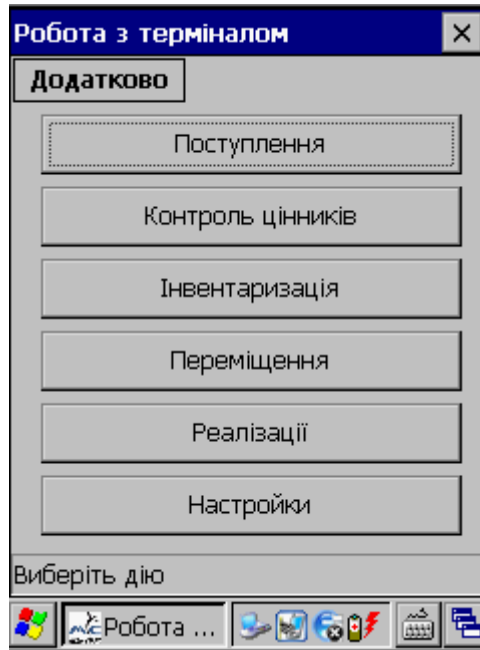 Робота з терміналом
Додатково
Поступлення
Контроль цінників
Інвентаризація
Переміщення
Реалізації
Настройки
Виберіть дію
Робота ...